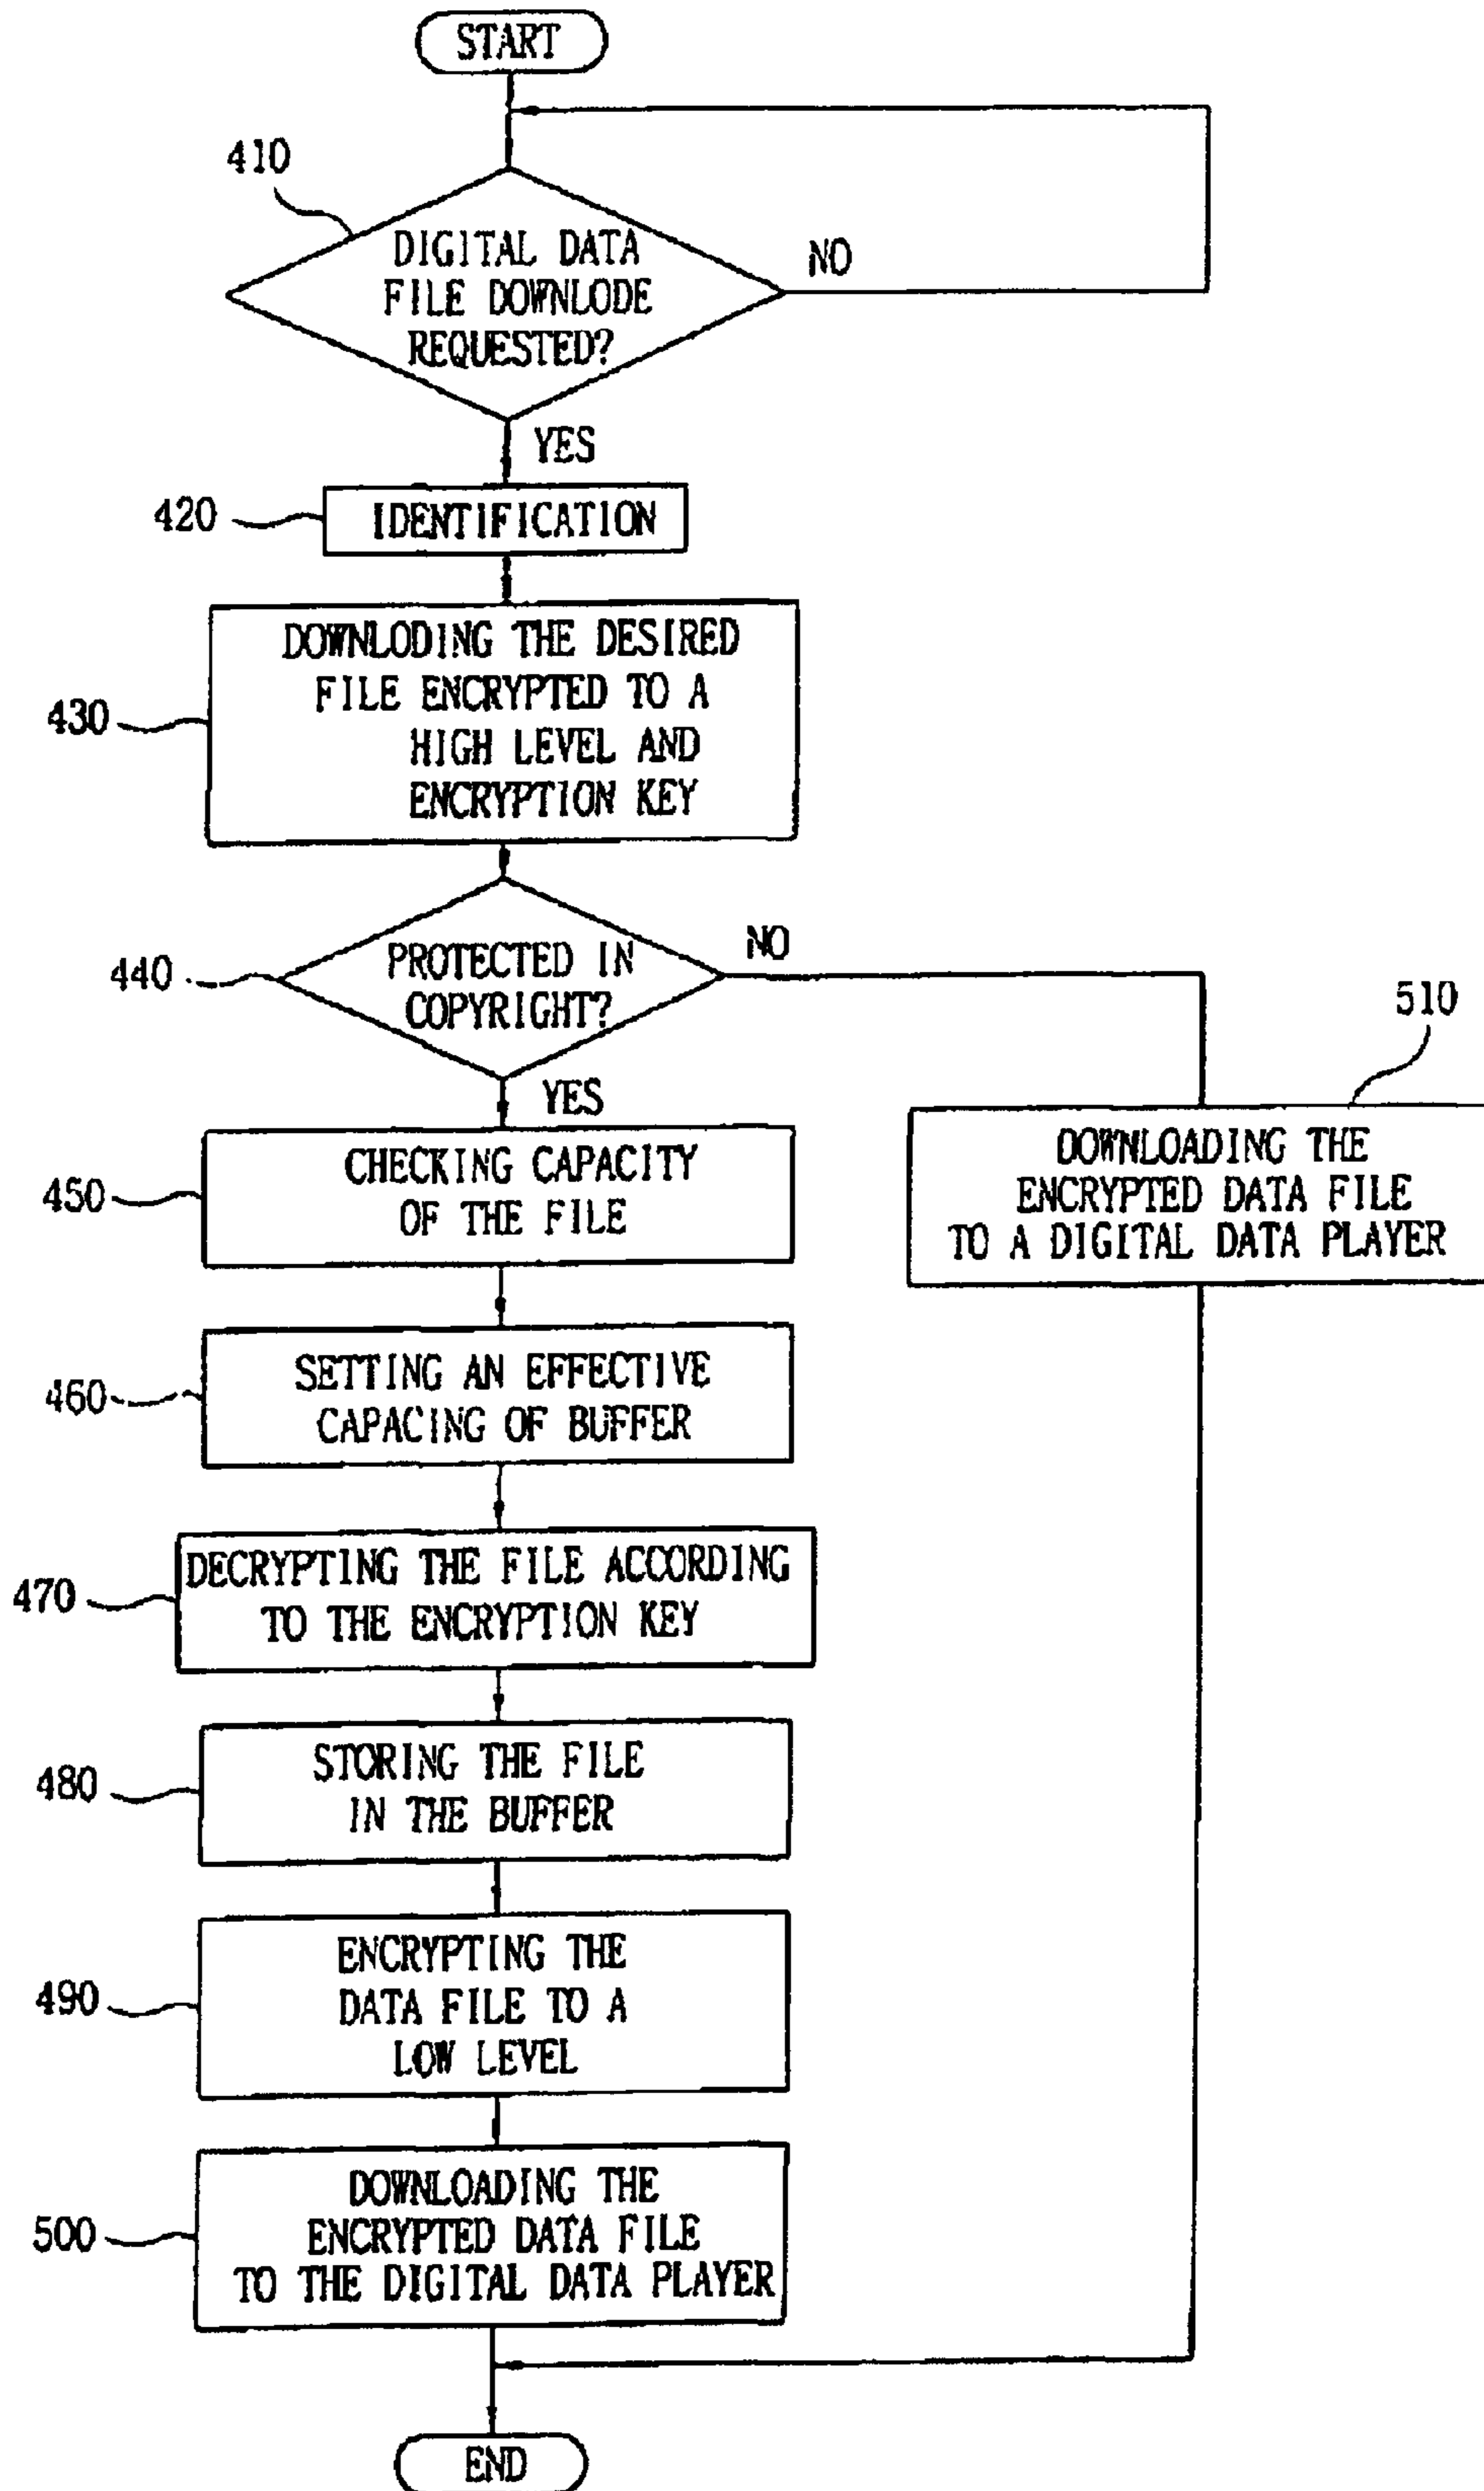 START
410
DIGITAL DATA
FILE DOWNLODE
REQUESTED?
NO
YES
420
IDENTIFICATION
430
DOWNLODING THE DESIRED
FILE ENCRYPTED TO A
HIGH LEVEL AND
ENCRYPTION KEY
440
PROTECTED IN
COPYRIGHT?
NO
YES
510
DOWNLOADING THE
ENCRYPTED DATA FILE
TO A DIGITAL DATA PLAYER
450
CHECKING CAPACITY
OF THE FILE
460
SETTING AN EFFECTIVE
CAPACING OF BUFFER
470
DECRYPTING THE FILE ACCORDING
TO THE ENCRYPTION KEY
480
STORING THE FILE
IN THE BUFFER
490
ENCRYPTING THE
DATA FILE TO A
LOW LEVEL
500
DOWNLOADING THE
ENCRYPTED DATA FILE
TO THE DIGITAL DATA PLAYER
END